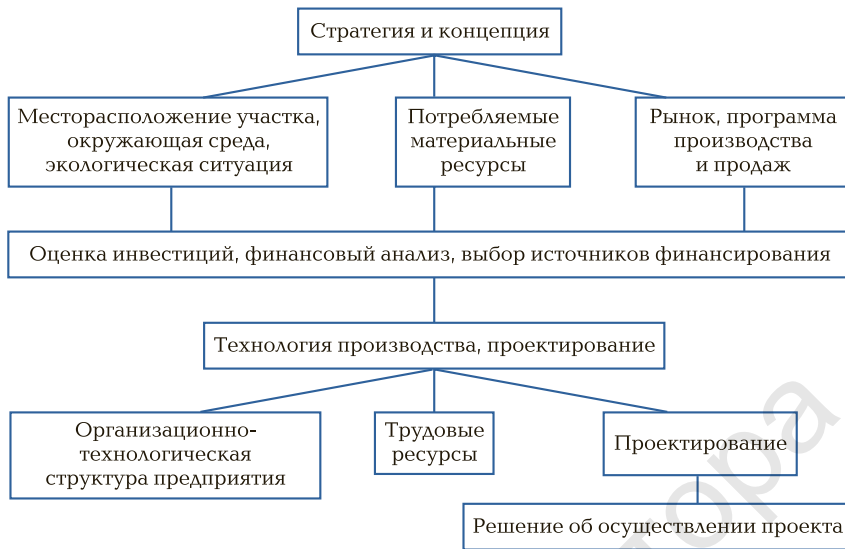 Стратегия и концепция
Месторасположение участка,
окружающая среда,
экологическая ситуация
Потребляемые
материальные
ресурсы
Рынок, программа
производства
и продаж
Оценка инвестиций, финансовый анализ, выбор источников финансирования
Технология производства, проектирование
Организационно-
технологическая
структура предприятия
Трудовые
ресурсы
Проектирование
Решение об осуществлении проекта